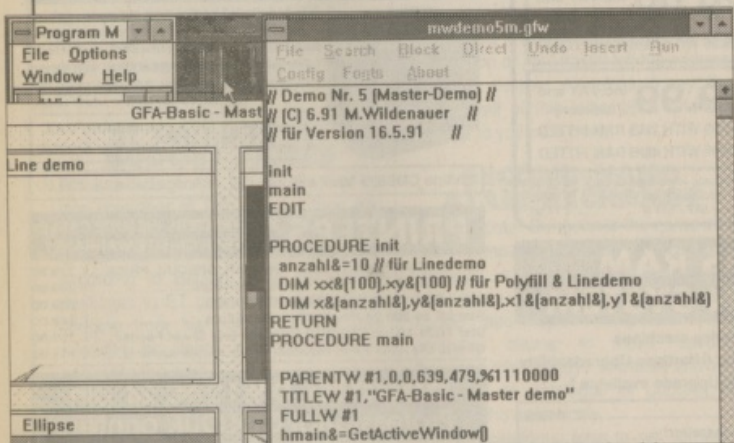 Program M
File Options
Window Help
GFA-Basic - Mast
Line demo
Ellipse
mwdemo5m.gfw
File Search Block Direct Undo Insert Run
Config Fonts About
// Demo Nr. 5 (Master-Demo) //
// (C) 6.91 M.Wildenauer //
// für Version 16.5.91 //
init
main
EDIT
PROCEDURE init
anzahl&=10 // für Linedemo
DIM xx&(100),xy&(100) // für Polyfill & Linedemo
DIM x&(anzahl&),y&(anzahl&),x1&(anzahl&),y1&(anzahl&)
RETURN
PROCEDURE main
PARENTW #1,0,0,639,479,%1110000
TITLEW #1,"GFA-Basic - Master demo"
FULLW #1
hmain&=GetActiveWindow()